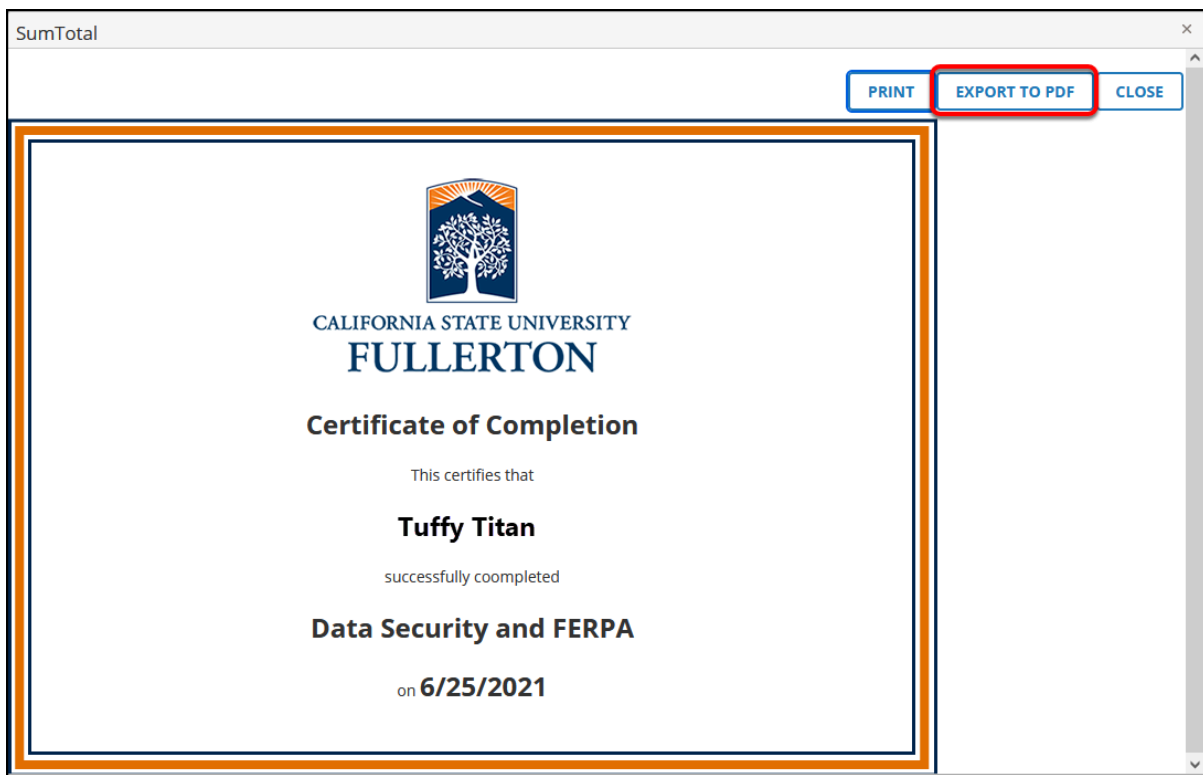 SumTotal
PRINT EXPORT TO PDF CLOSE
CALIFORNIA STATE UNIVERSITY
FULLERTON
Certificate of Completion
This certifies that
Tuffy Titan
successfully coompleted
Data Security and FERPA
on 6/25/2021